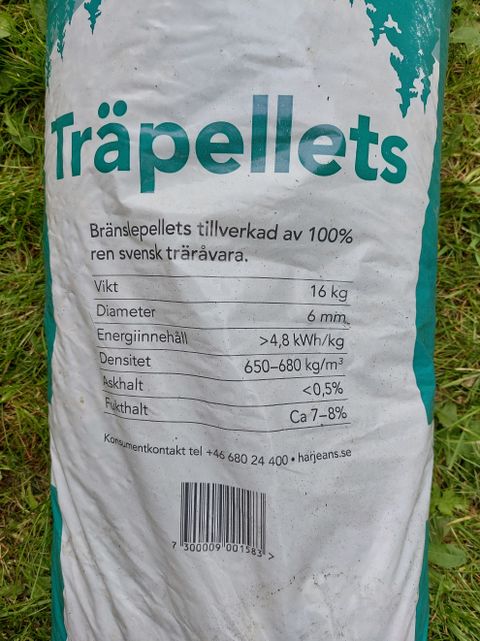 Träpellets
Bränslepellets tillverkad av 100%
ren svensk träråvara.
Vikt 16 kg
Diameter 6 mm
Energiinnehåll >4,8 kWh/kg
Densitet 650–680 kg/m³
Askhalt <0,5%
Fukthalt Ca 7–8%
Konsumentkontakt tel +46 680 24 400 • harjeans.se
7 300009 001583 >